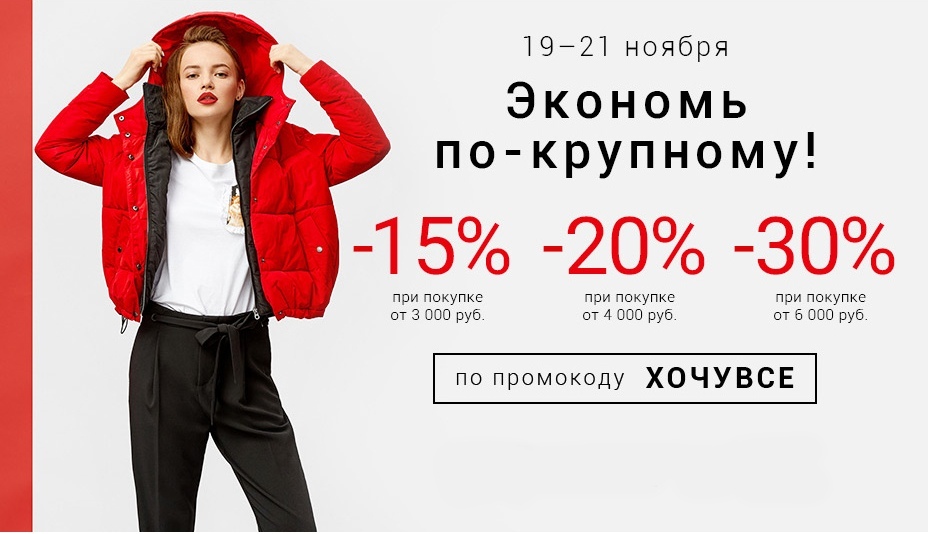 19–21 ноября
Экономь
по-крупному!
-15% -20% -30%
при покупке при покупке при покупке
от 3 000 руб. от 4 000 руб. от 6 000 руб.
по промокоду ХОЧУВСЕ